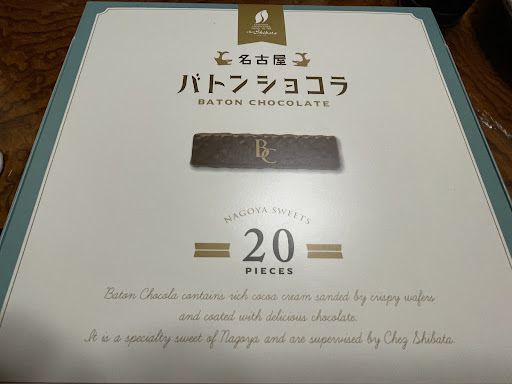 Chez Shibata
名古屋
バトンショコラ
BATON CHOCOLATE
BC
NAGOYA SWEETS
20
PIECES
Baton Chocola contains rich cocoa cream sanded by crispy wafers
and coated with delicious chocolate.
It is a specialty sweet of Nagoya and are supervised by Chez Shibata.